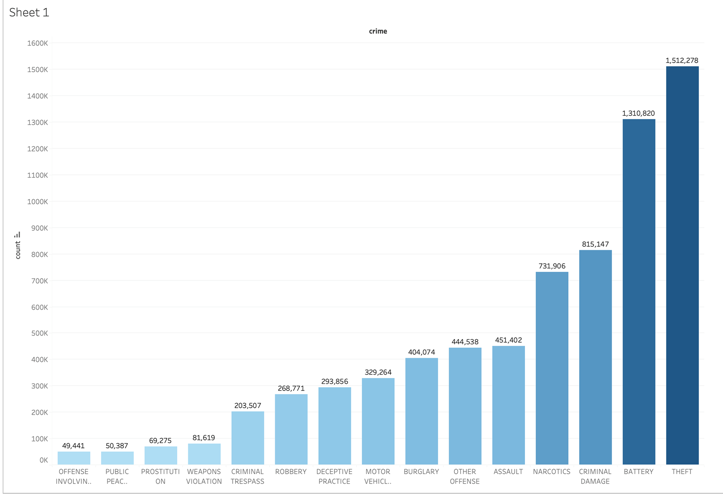 Sheet 1
crime
1600K
1500K
1400K
1300K
1200K
1100K
1000K
900K
800K
700K
600K
500K
400K
300K
200K
100K
0K
count
49,441
50,387
69,275
81,619
203,507
268,771
293,856
329,264
404,074
444,538
451,402
731,906
815,147
1,310,820
1,512,278
OFFENSE
INVOLVIN..
PUBLIC
PEAC..
PROSTITUTI
ON
WEAPONS
VIOLATION
CRIMINAL
TRESPASS
ROBBERY
DECEPTIVE
PRACTICE
MOTOR
VEHICL..
BURGLARY
OTHER
OFFENSE
ASSAULT
NARCOTICS
CRIMINAL
DAMAGE
BATTERY
THEFT